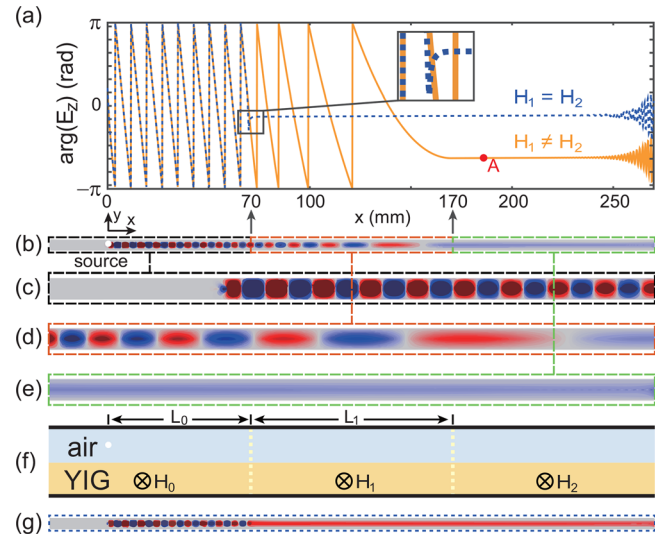 (a)
π
0
−π
arg(E_z) (rad)
H₁ = H₂
H₁ ≠ H₂
A
70 100 x (mm) 170 200 250
y
x
(b)
source
(c)
(d)
(e)
L₀ L₁
(f)
air
YIG
⊗H₀ ⊗H₁ ⊗H₂
(g)